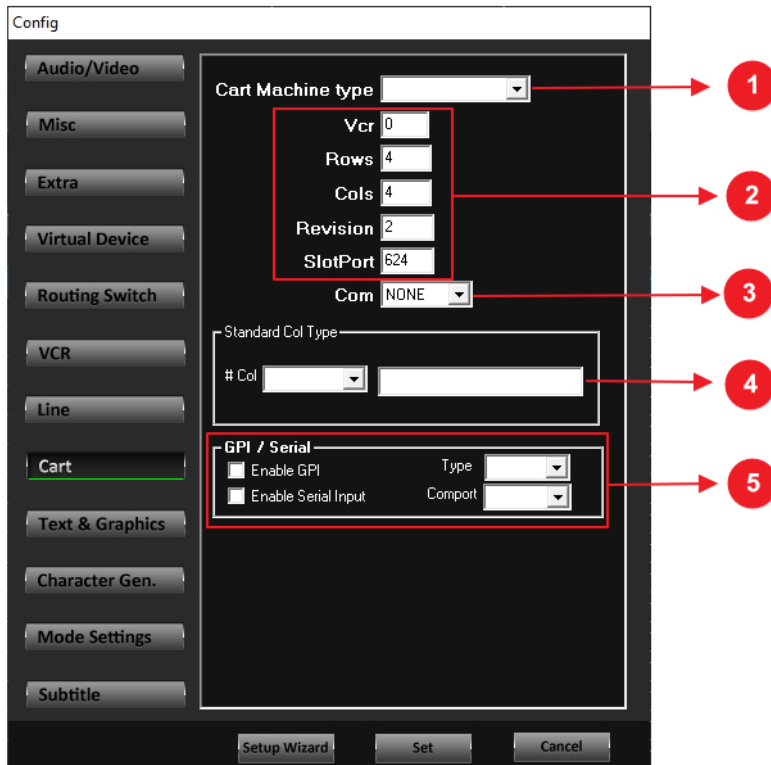 Config
Audio/Video
Misc
Extra
Virtual Device
Routing Switch
VCR
Line
Cart
Text & Graphics
Character Gen.
Mode Settings
Subtitle
Cart Machine type
1
Vcr 0
Rows 4
Cols 4
2
Revision 2
SlotPort 624
Com NONE
3
Standard Col Type
# Col
4
GPI / Serial
Enable GPI
Type
Enable Serial Input
Comport
5
Setup Wizard
Set
Cancel